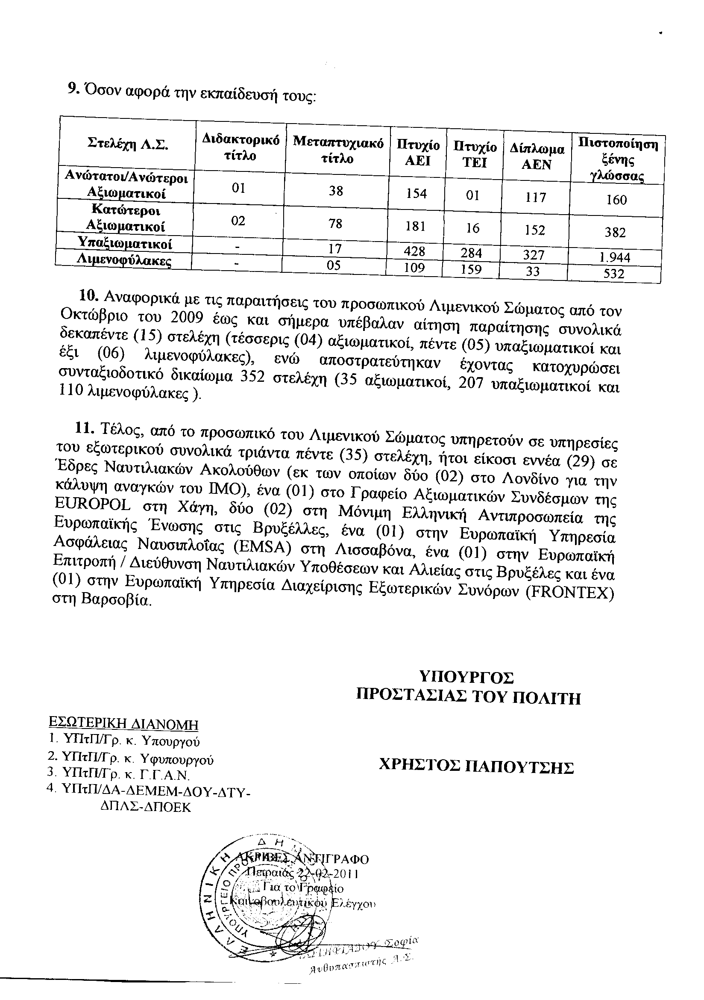 9. Όσον αφορά την εκπαίδευσή τους:
Στελέχη Λ.Σ. Διδακτορικό τίτλο Μεταπτυχιακό τίτλο Πτυχίο ΑΕΙ Πτυχίο ΤΕΙ Δίπλωμα ΑΕΝ Πιστοποίηση ξένης γλώσσας
Ανώτατοι/Ανώτεροι Αξιωματικοί 01 38 154 01 117 160
Κατώτεροι Αξιωματικοί 02 78 181 16 152 382
Υπαξιωματικοί - 17 428 284 327 1.944
Λιμενοφύλακες - 05 109 159 33 532
10. Αναφορικά με τις παραιτήσεις του προσωπικού Λιμενικού Σώματος από τον
Οκτώβριο του 2009 έως και σήμερα υπέβαλαν αίτηση παραίτησης συνολικά
δεκαπέντε (15) στελέχη (τέσσερις (04) αξιωματικοί, πέντε (05) υπαξιωματικοί και
έξι (06) λιμενοφύλακες), ενώ αποστρατεύτηκαν έχοντας κατοχυρώσει
συνταξιοδοτικό δικαίωμα 352 στελέχη (35 αξιωματικοί, 207 υπαξιωματικοί και
110 λιμενοφύλακες ).
11. Τέλος, από το προσωπικό του Λιμενικού Σώματος υπηρετούν σε υπηρεσίες
του εξωτερικού συνολικά τριάντα πέντε (35) στελέχη, ήτοι είκοσι εννέα (29) σε
Έδρες Ναυτιλιακών Ακολούθων (εκ των οποίων δύο (02) στο Λονδίνο για την
κάλυψη αναγκών του ΙΜΟ), ένα (01) στο Γραφείο Αξιωματικών Συνδέσμων της
EUROPOL στη Χάγη, δύο (02) στη Μόνιμη Ελληνική Αντιπροσωπεία της
Ευρωπαϊκής Ένωσης στις Βρυξέλλες, ένα (01) στην Ευρωπαϊκή Υπηρεσία
Ασφάλειας Ναυσιπλοΐας (EMSA) στη Λισσαβόνα, ένα (01) στην Ευρωπαϊκή
Επιτροπή / Διεύθυνση Ναυτιλιακών Υποθέσεων και Αλιείας στις Βρυξέλες και ένα
(01) στην Ευρωπαϊκή Υπηρεσία Διαχείρισης Εξωτερικών Συνόρων (FRONTEX)
στη Βαρσοβία.
ΥΠΟΥΡΓΟΣ
ΠΡΟΣΤΑΣΙΑΣ ΤΟΥ ΠΟΛΙΤΗ
ΕΣΩΤΕΡΙΚΗ ΔΙΑΝΟΜΗ
1. ΥΠτΠ/Γρ. κ. Υπουργού
2. ΥΠτΠ/Γρ. κ. Υφυπουργού
3. ΥΠτΠ/Γρ. κ. Γ.Γ.Α.Ν.
4. ΥΠτΠ/ΔΑ-ΔΕΜΕΜ-ΔΟΥ-ΔΤΥ-
ΔΠΛΣ-ΔΠΟΕΚ
ΧΡΗΣΤΟΣ ΠΑΠΟΥΤΣΗΣ
ΕΛΛΗΝΙΚΗ
ΥΠΟΥΡΓΕΙΟ
ΑΚΡΙΒΕΣ ΑΝΤΙΓΡΑΦΟ
Πειραιάς 22-02-2011
Για το Γραφείο
Κοινοβουλευτικού Ελέγχου
Σοφία
Ανθυπασπιστής Λ.Σ.